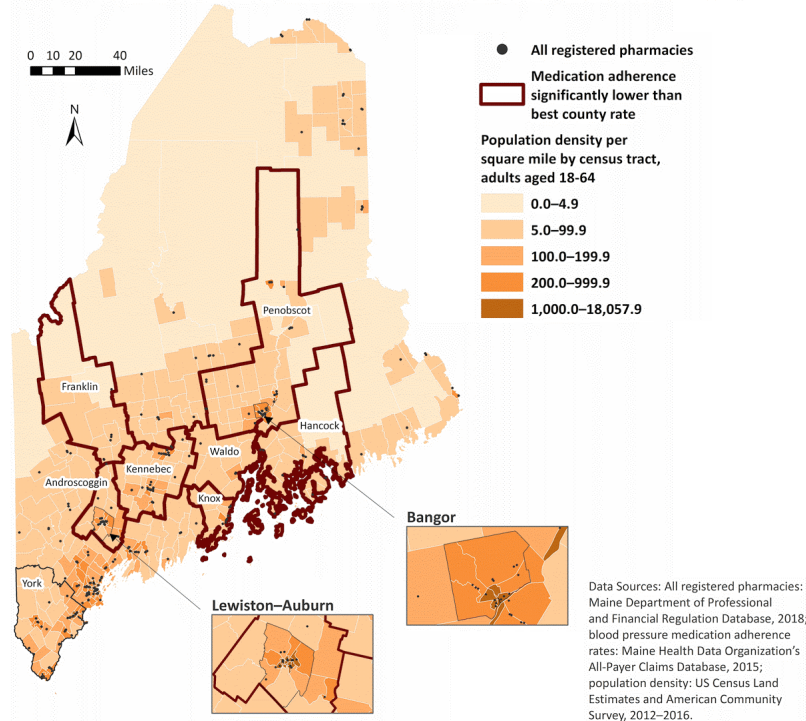 0 10 20 40
Miles
N
All registered pharmacies
Medication adherence
significantly lower than
best county rate
Population density per
square mile by census tract,
adults aged 18-64
0.0–4.9
5.0–99.9
100.0–199.9
200.0–999.9
1,000.0–18,057.9
Penobscot
Franklin
Hancock
Waldo
Kennebec
Androscoggin
Knox
York
Bangor
Lewiston–Auburn
Data Sources: All registered pharmacies:
Maine Department of Professional
and Financial Regulation Database, 2018;
blood pressure medication adherence
rates: Maine Health Data Organization’s
All-Payer Claims Database, 2015;
population density: US Census Land
Estimates and American Community
Survey, 2012–2016.